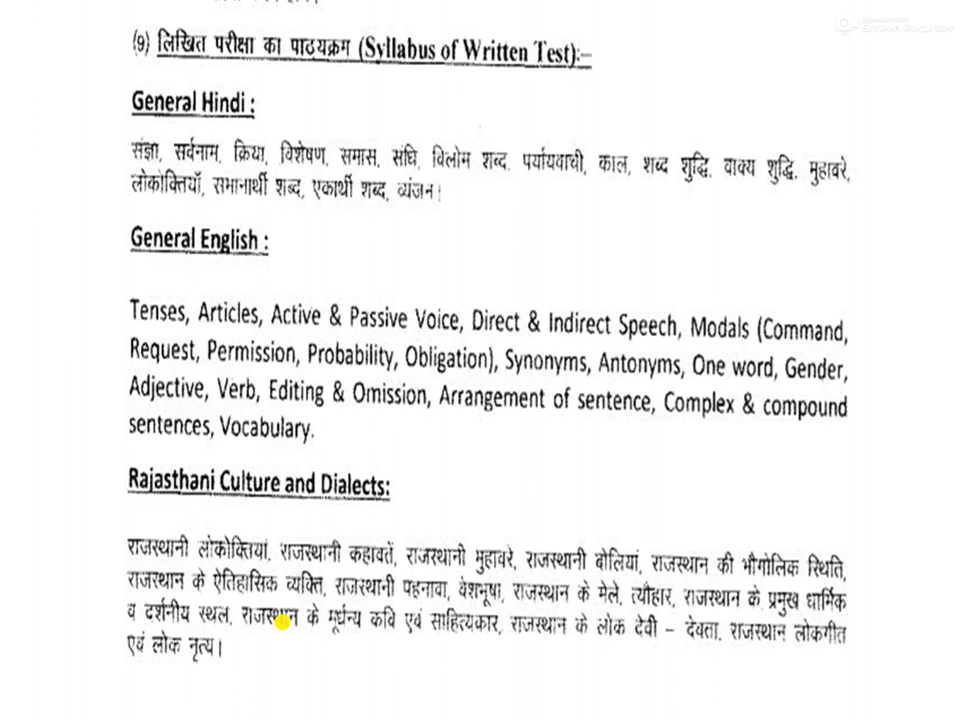 (9) लिखित परीक्षा का पाठ्यक्रम (Syllabus of Written Test):–
General Hindi :
संज्ञा, सर्वनाम, क्रिया, विशेषण, समास, संधि, विलोम शब्द, पर्यायवाची, काल, शब्द शुद्धि, वाक्य शुद्धि, मुहावरे,
लोकोक्तियाँ, समानार्थी शब्द, एकार्थी शब्द, व्यंजन।
General English :
Tenses, Articles, Active & Passive Voice, Direct & Indirect Speech, Modals (Command,
Request, Permission, Probability, Obligation), Synonyms, Antonyms, One word, Gender,
Adjective, Verb, Editing & Omission, Arrangement of sentence, Complex & compound
sentences, Vocabulary.
Rajasthani Culture and Dialects:
राजस्थानी लोकोक्तियां, राजस्थानी कहावतें, राजस्थानी मुहावरे, राजस्थानी बोलियां, राजस्थान की भौगोलिक स्थिति,
राजस्थान के ऐतिहासिक व्यक्ति, राजस्थानी पहनावा, वेशभूषा, राजस्थान के मेले, त्यौहार, राजस्थान के प्रमुख धार्मिक
व दर्शनीय स्थल, राजस्थान के मूर्धन्य कवि एवं साहित्यकार, राजस्थान के लोक देवी – देवता, राजस्थान लोकगीत
एवं लोक नृत्य।
Screen Recorder